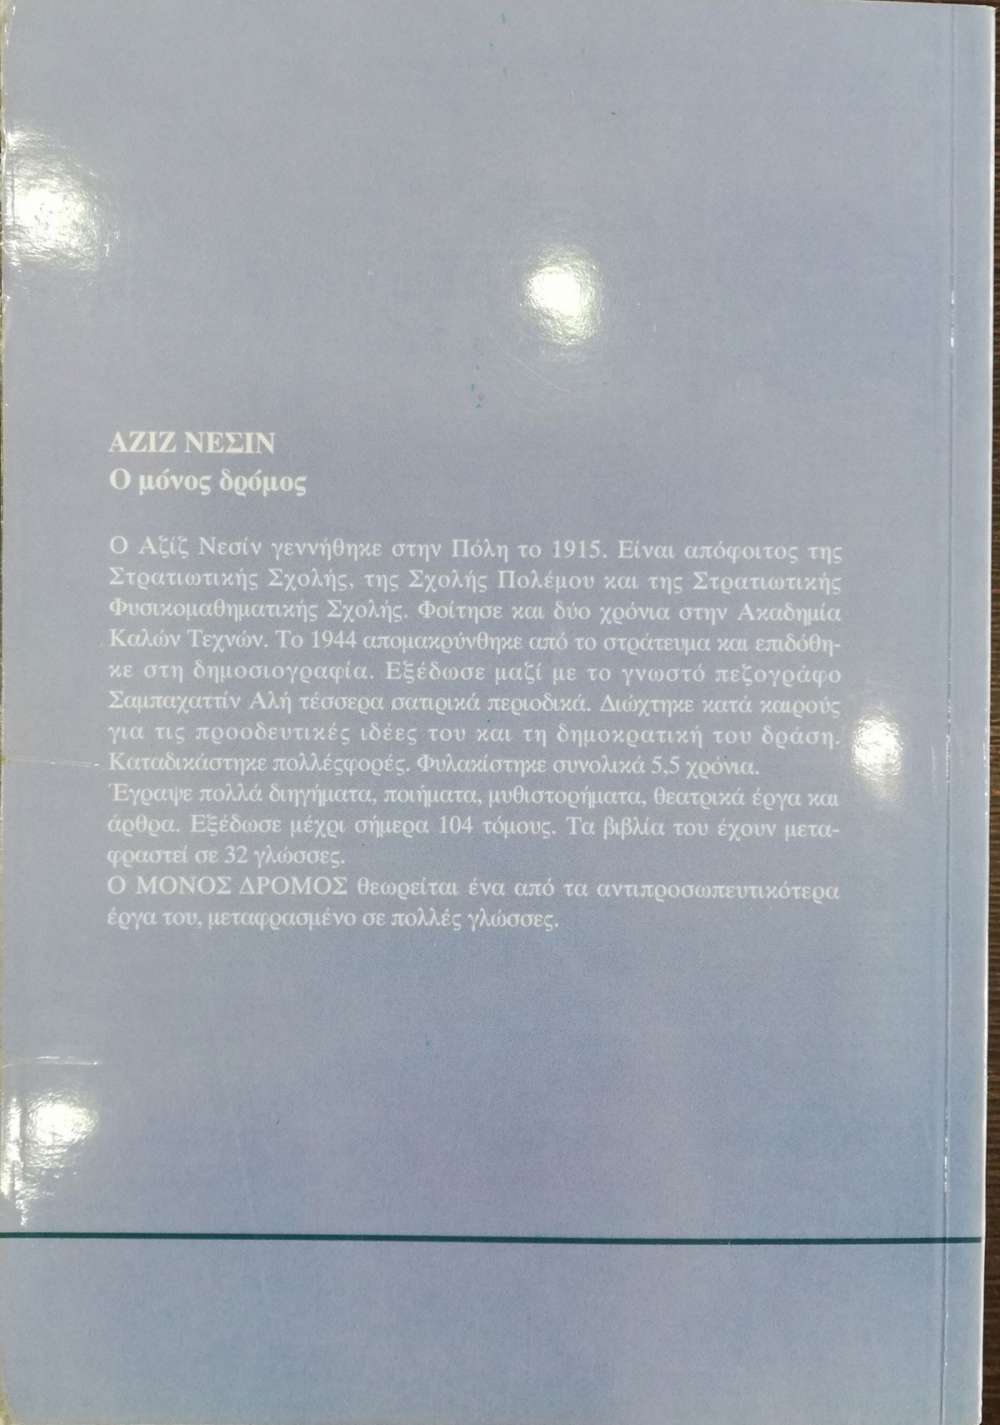 ΑΖΙΖ ΝΕΣΙΝ
Ο μόνος δρόμος
Ο Αζίζ Νεσίν γεννήθηκε στην Πόλη το 1915. Είναι απόφοιτος της
Στρατιωτικής Σχολής, της Σχολής Πολέμου και της Στρατιωτικής
Φυσικομαθηματικής Σχολής. Φοίτησε και δύο χρόνια στην Ακαδημία
Καλών Τεχνών. Το 1944 απομακρύνθηκε από το στράτευμα και επιδόθη-
κε στη δημοσιογραφία. Εξέδωσε μαζί με το γνωστό πεζογράφο
Σαμπαχαττίν Αλή τέσσερα σατιρικά περιοδικά. Διώχτηκε κατά καιρούς
για τις προοδευτικές ιδέες του και τη δημοκρατική του δράση.
Καταδικάστηκε πολλέςφορές. Φυλακίστηκε συνολικά 5,5 χρόνια.
Έγραψε πολλά διηγήματα, ποιήματα, μυθιστορήματα, θεατρικά έργα και
άρθρα. Εξέδωσε μέχρι σήμερα 104 τόμους. Τα βιβλία του έχουν μετα-
φραστεί σε 32 γλώσσες.
Ο ΜΟΝΟΣ ΔΡΟΜΟΣ θεωρείται ένα από τα αντιπροσωπευτικότερα
έργα του, μεταφρασμένο σε πολλές γλώσσες.